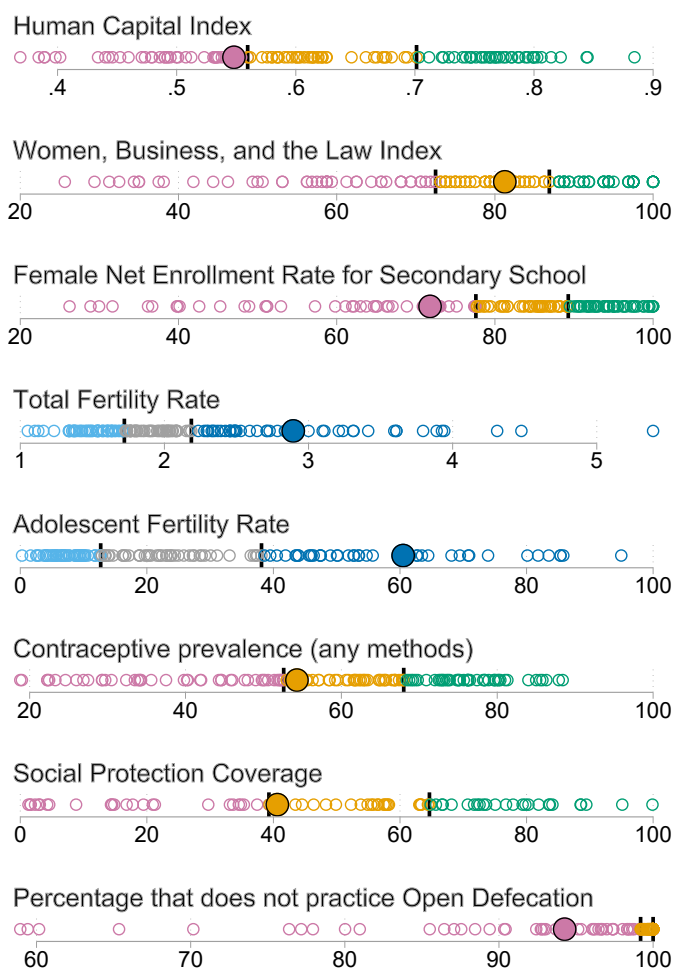 Human Capital Index
.4 .5 .6 .7 .8 .9
Women, Business, and the Law Index
20 40 60 80 100
Female Net Enrollment Rate for Secondary School
20 40 60 80 100
Total Fertility Rate
1 2 3 4 5
Adolescent Fertility Rate
0 20 40 60 80 100
Contraceptive prevalence (any methods)
20 40 60 80 100
Social Protection Coverage
0 20 40 60 80 100
Percentage that does not practice Open Defecation
60 70 80 90 100